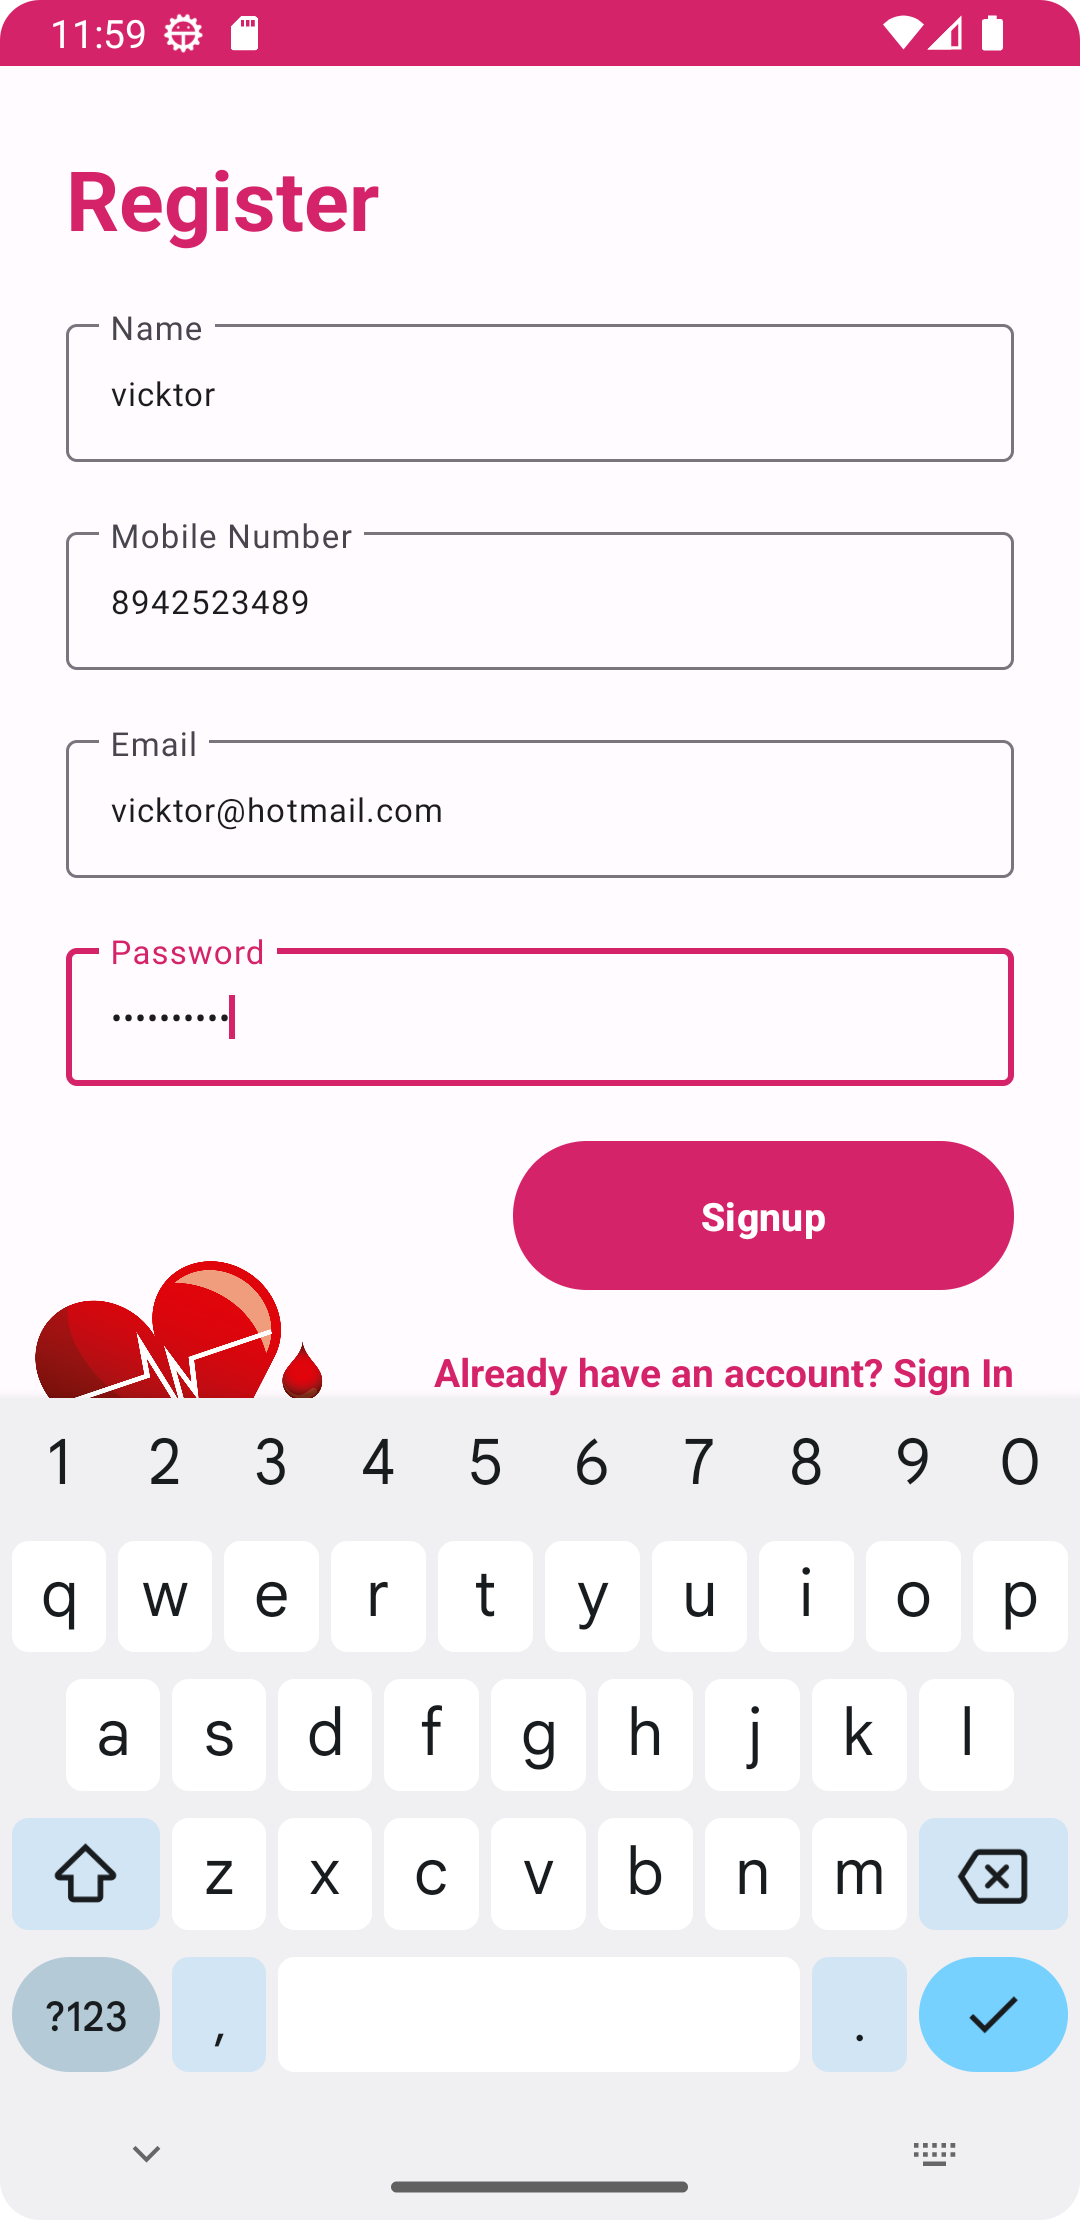 11:59
Register
Name
vicktor
Mobile Number
8942523489
Email
vicktor@hotmail.com
Password
••••••••••
Signup
Already have an account? Sign In
1 2 3 4 5 6 7 8 9 0
q w e r t y u i o p
a s d f g h j k l
z x c v b n m
?123 , .